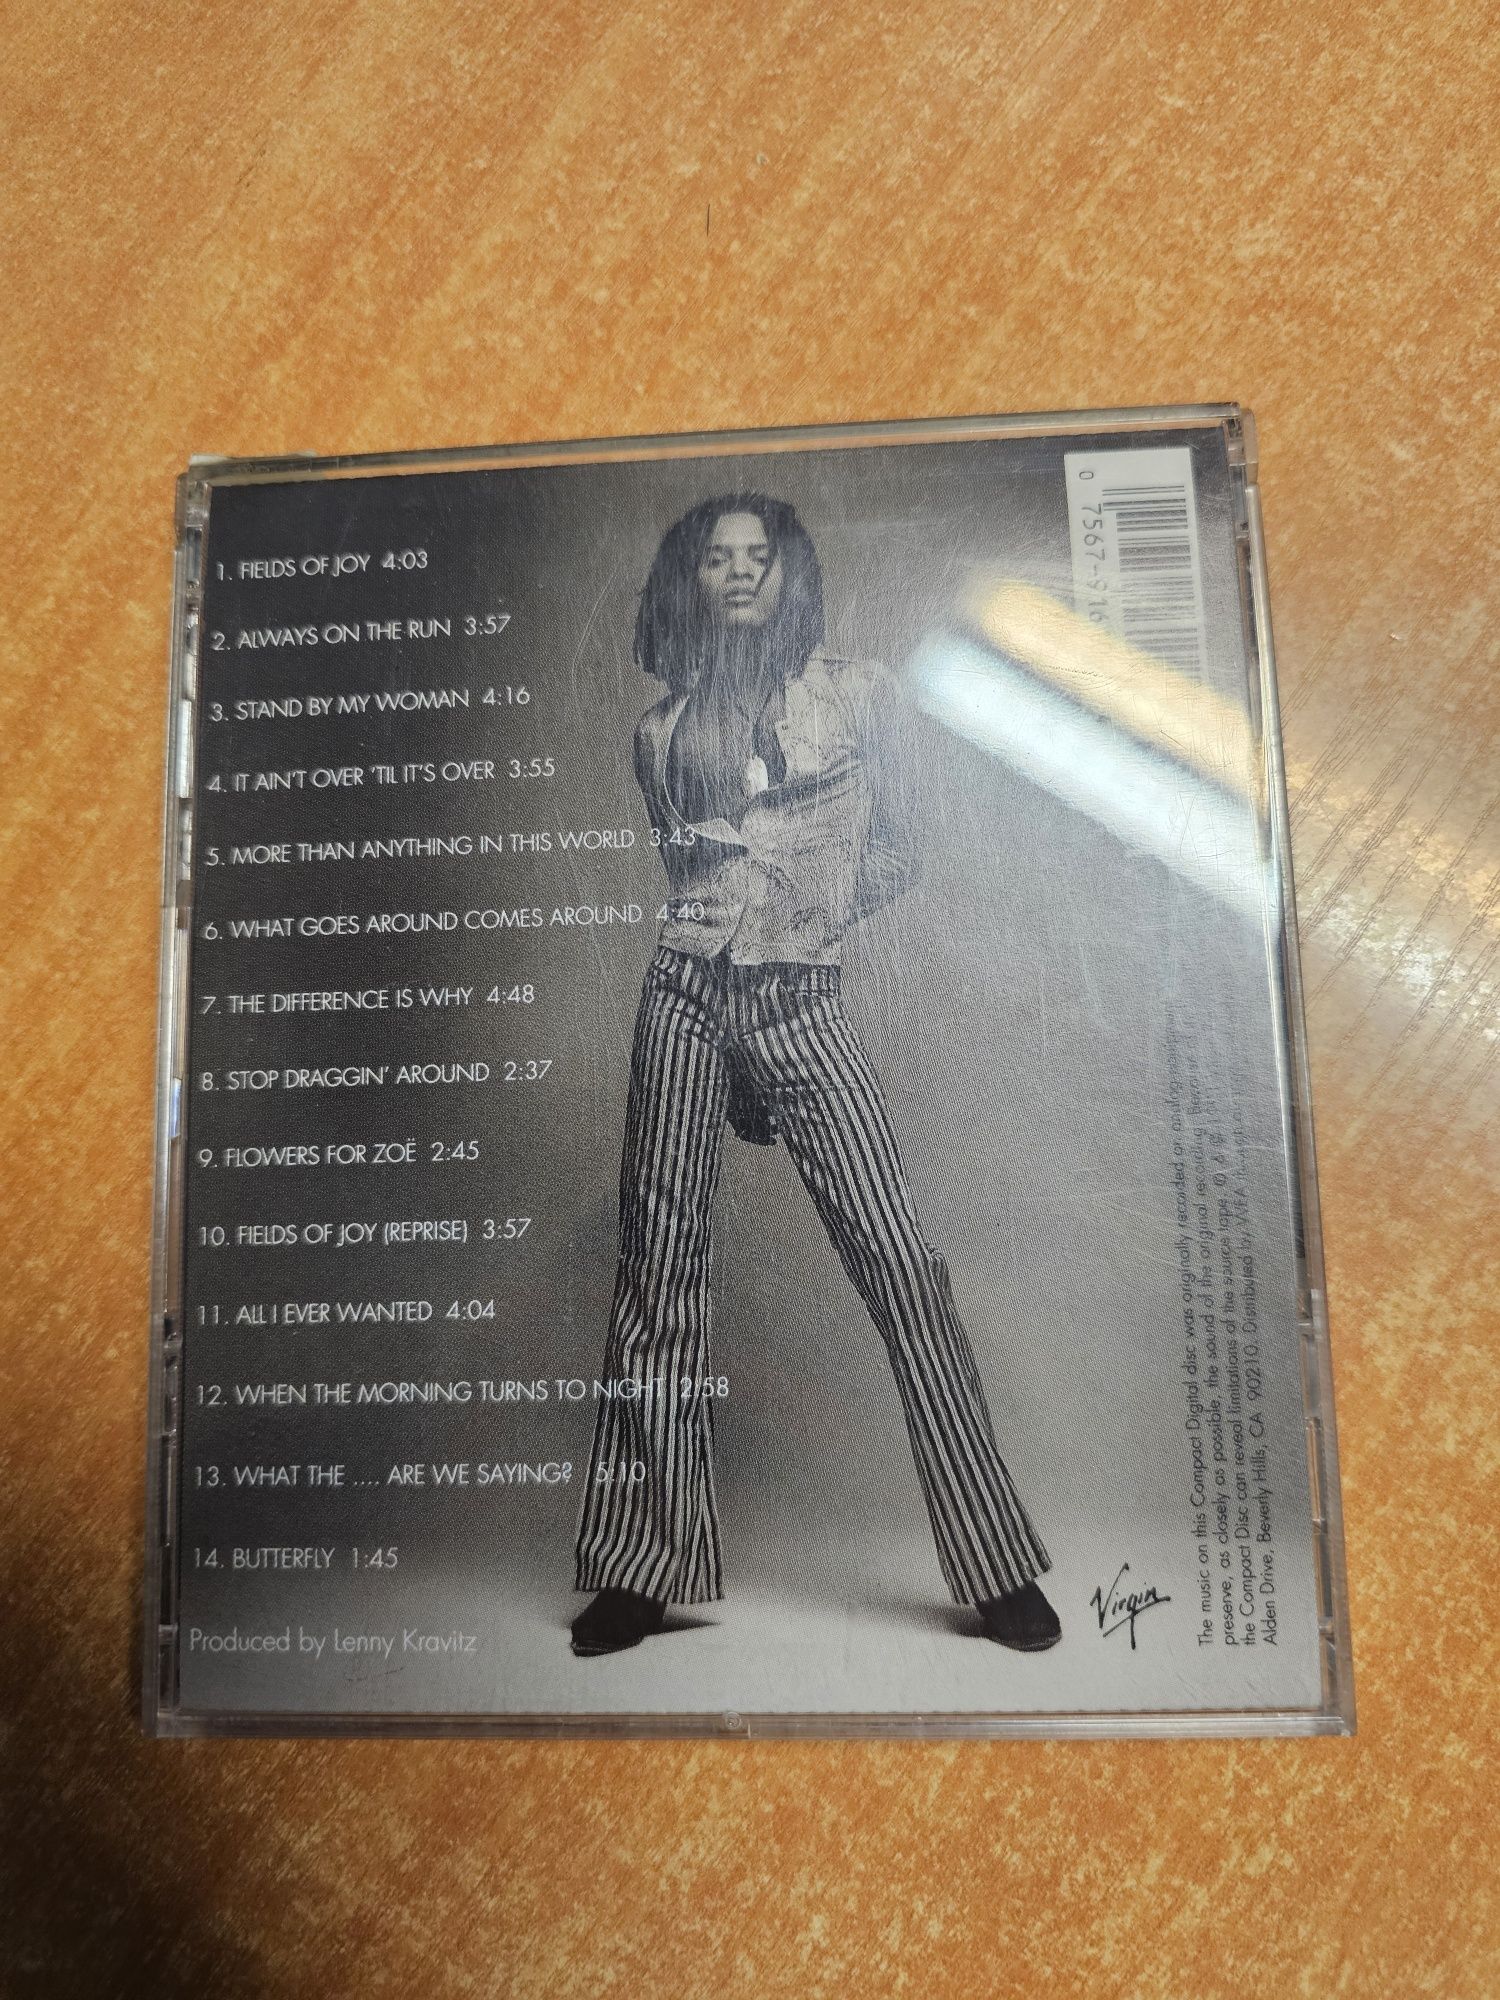 1. FIELDS OF JOY 4:03
2. ALWAYS ON THE RUN 3:57
3. STAND BY MY WOMAN 4:16
4. IT AIN'T OVER 'TIL IT'S OVER 3:55
5. MORE THAN ANYTHING IN THIS WORLD 3:43
6. WHAT GOES AROUND COMES AROUND 4:40
7. THE DIFFERENCE IS WHY 4:48
8. STOP DRAGGIN' AROUND 2:37
9. FLOWERS FOR ZOË 2:45
10. FIELDS OF JOY (REPRISE) 3:57
11. ALL I EVER WANTED 4:04
12. WHEN THE MORNING TURNS TO NIGHT 2:58
13. WHAT THE .... ARE WE SAYING? 5:10
14. BUTTERFLY 1:45
Produced by Lenny Kravitz
Virgin
0 7567-9
The music on this Compact Digital disc was originally recorded on analog
preserve, as closely as possible, the sound of the original recording
the Compact Disc can reveal limitations of the source tape.
Alden Drive, Beverly Hills, CA 90210. Distributed by WEA